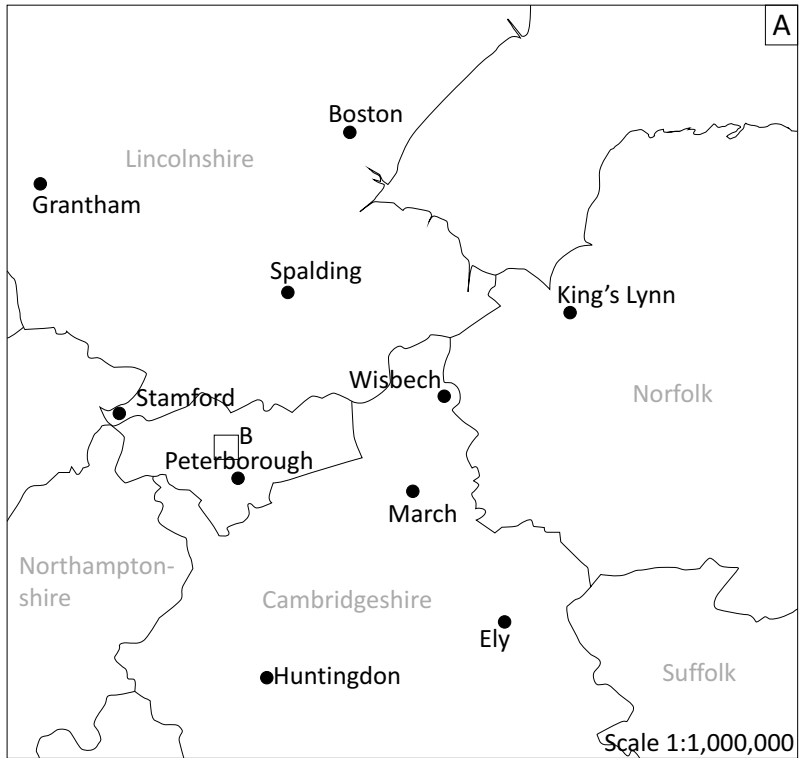 A
Boston
Lincolnshire
Grantham
Spalding
King’s Lynn
Wisbech
Norfolk
Stamford
B
Peterborough
March
Northampton-
shire
Cambridgeshire
Ely
Suffolk
Huntingdon
Scale 1:1,000,000